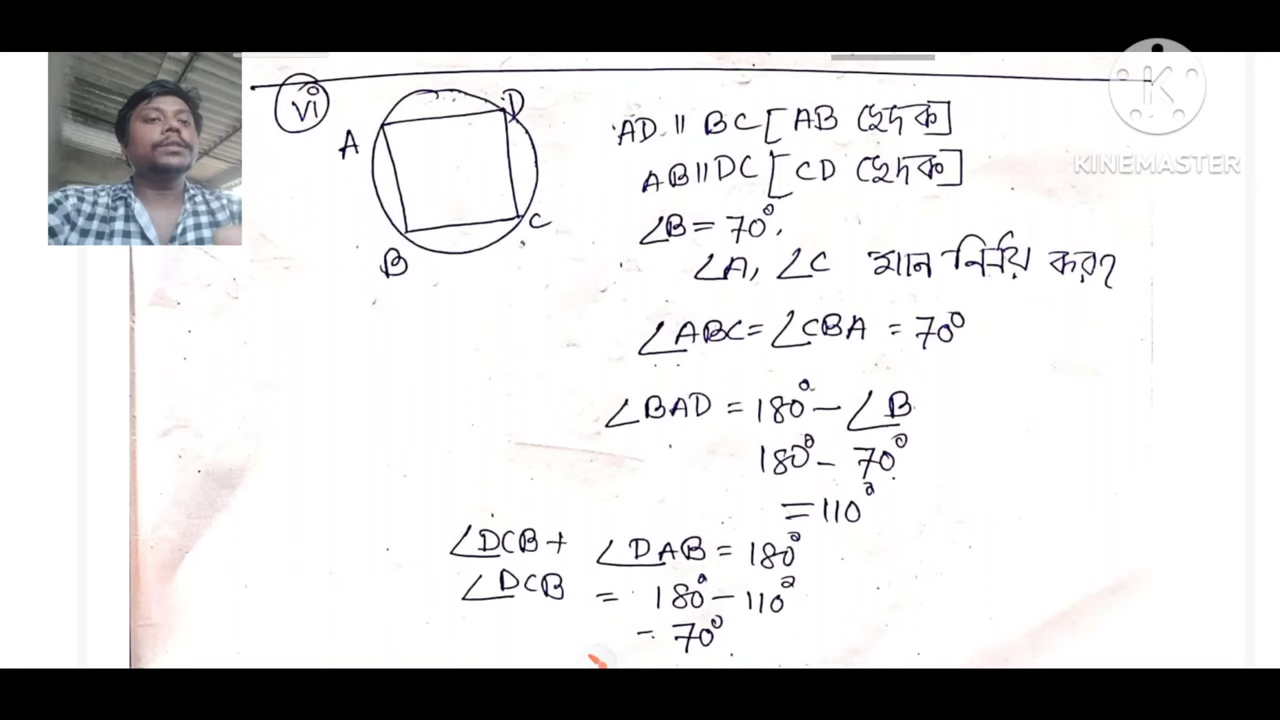 vi
A
D
B
C
AD || BC [ AB ছেদক ]
AB || DC [ CD ছেদক ]
∠B = 70°.
∠A, ∠C মান নির্নয় করো
∠ABC = ∠CBA = 70°
∠BAD = 180° - ∠B
180° - 70°
= 110°
∠DCB + ∠DAB = 180°
∠DCB = 180° - 110°
- 70°
K
KINEMASTER